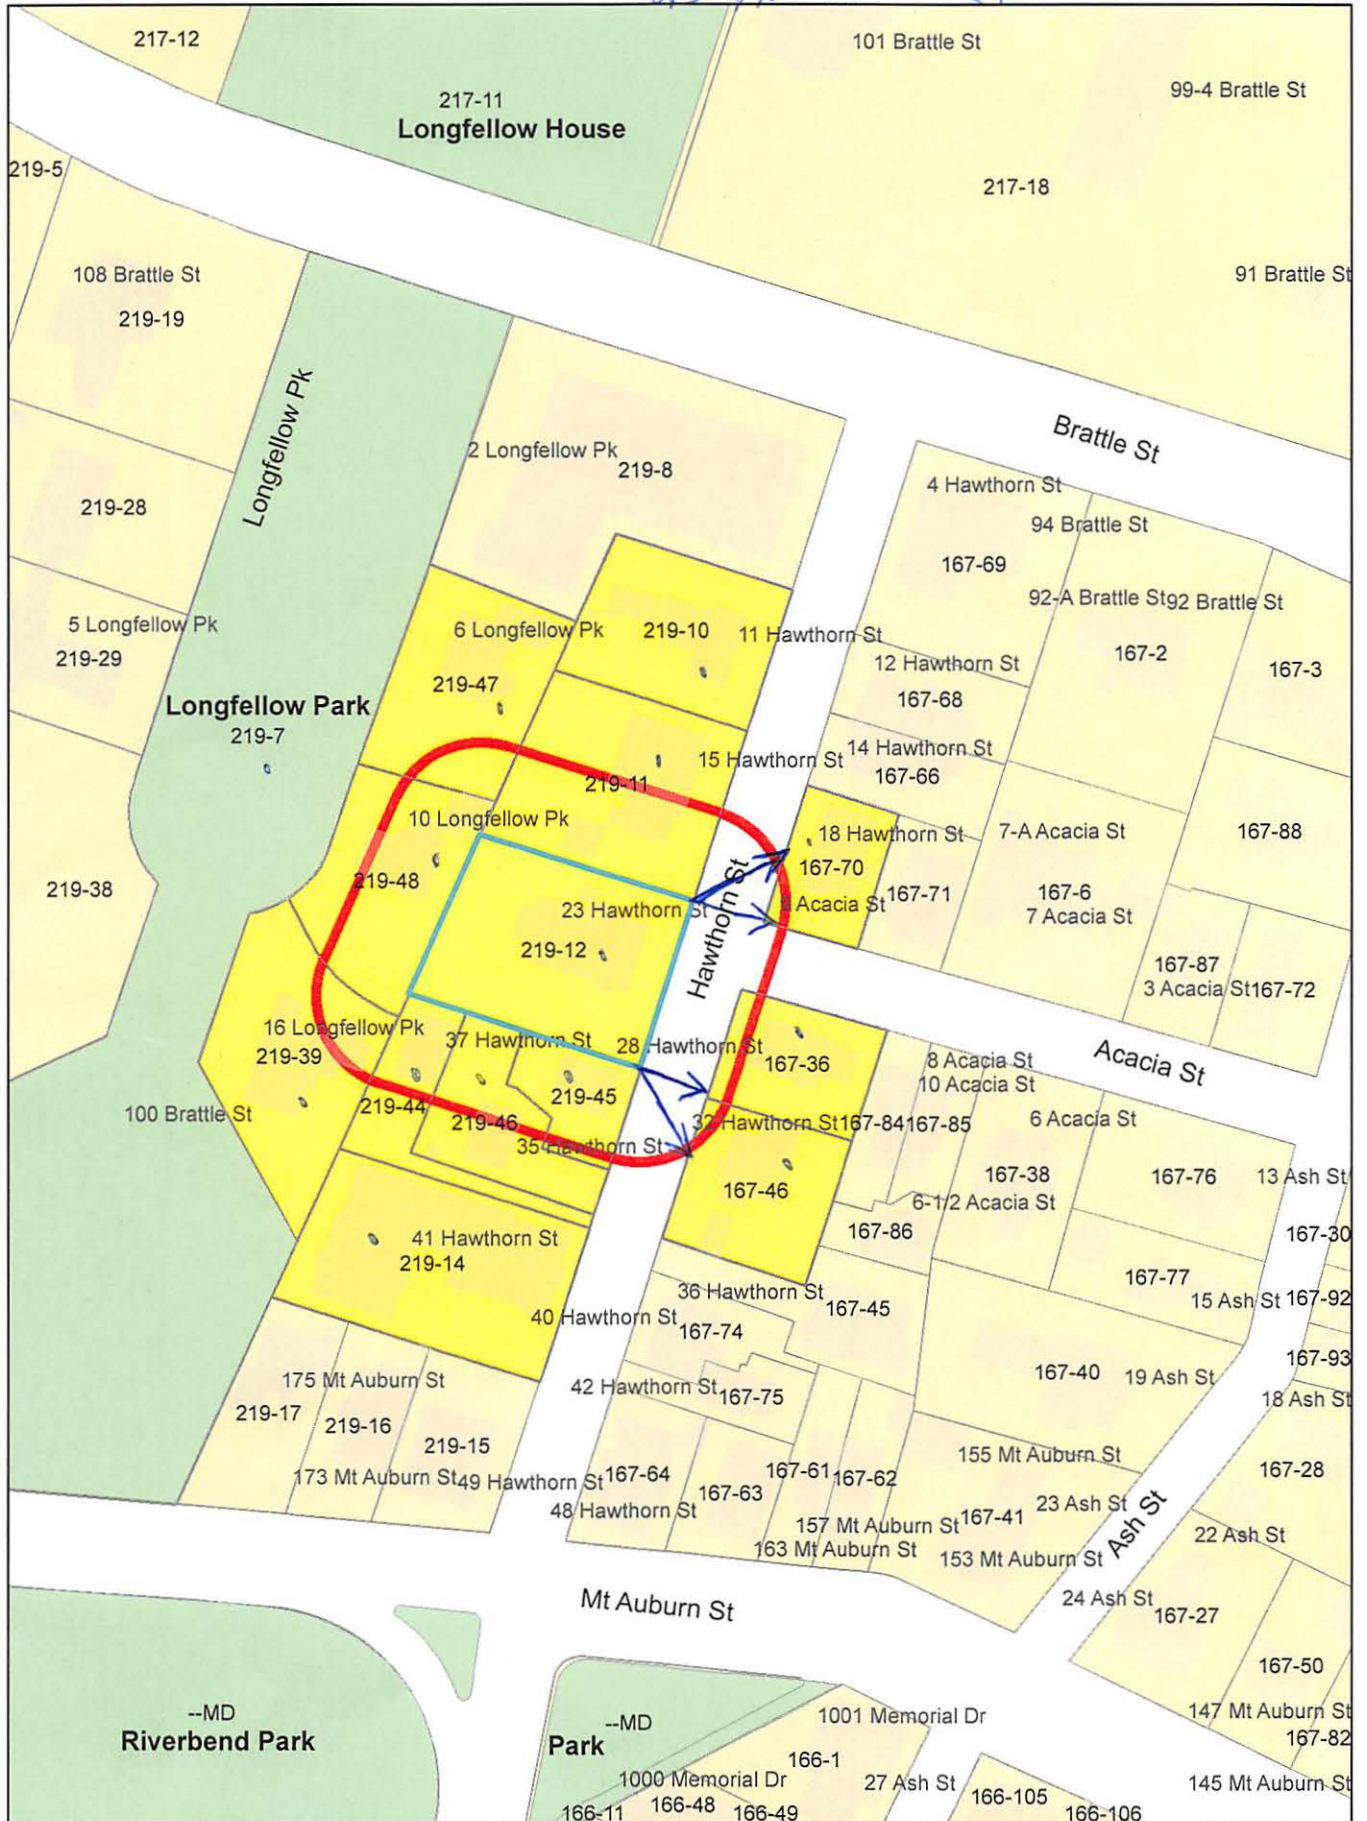 217-12
101 Brattle St
99-4 Brattle St
217-11
Longfellow House
219-5
217-18
108 Brattle St
219-19
91 Brattle St
Longfellow Pk
Brattle St
2 Longfellow Pk
219-8
4 Hawthorn St
219-28
94 Brattle St
167-69
92-A Brattle St
92 Brattle St
5 Longfellow Pk
219-29
6 Longfellow Pk
219-10
11 Hawthorn St
167-2
12 Hawthorn St
167-3
219-47
167-68
Longfellow Park
219-7
15 Hawthorn St
14 Hawthorn St
167-66
219-11
10 Longfellow Pk
18 Hawthorn St
7-A Acacia St
167-88
167-70
219-48
219-38
Acacia St
167-71
167-6
7 Acacia St
23 Hawthorn St
219-12
Hawthorn St
167-87
3 Acacia St
167-72
16 Longfellow Pk
219-39
37 Hawthorn St
28 Hawthorn St
167-36
8 Acacia St
10 Acacia St
Acacia St
219-44
219-45
100 Brattle St
219-46
32 Hawthorn St
167-84
167-85
6 Acacia St
35 Hawthorn St
167-46
167-38
167-76
13 Ash St
6-1/2 Acacia St
167-86
167-30
41 Hawthorn St
219-14
36 Hawthorn St
167-45
167-77
15 Ash St
167-92
40 Hawthorn St
167-74
167-93
175 Mt Auburn St
42 Hawthorn St
167-75
167-40
19 Ash St
18 Ash St
219-17
219-16
219-15
155 Mt Auburn St
173 Mt Auburn St
49 Hawthorn St
167-64
167-63
167-61
167-62
167-28
48 Hawthorn St
157 Mt Auburn St
167-41
23 Ash St
Ash St
22 Ash St
163 Mt Auburn St
153 Mt Auburn St
Mt Auburn St
24 Ash St
167-27
167-50
--MD
Riverbend Park
--MD
Park
1001 Memorial Dr
147 Mt Auburn St
167-82
166-1
1000 Memorial Dr
27 Ash St
145 Mt Auburn St
166-11
166-48
166-49
166-105
166-106